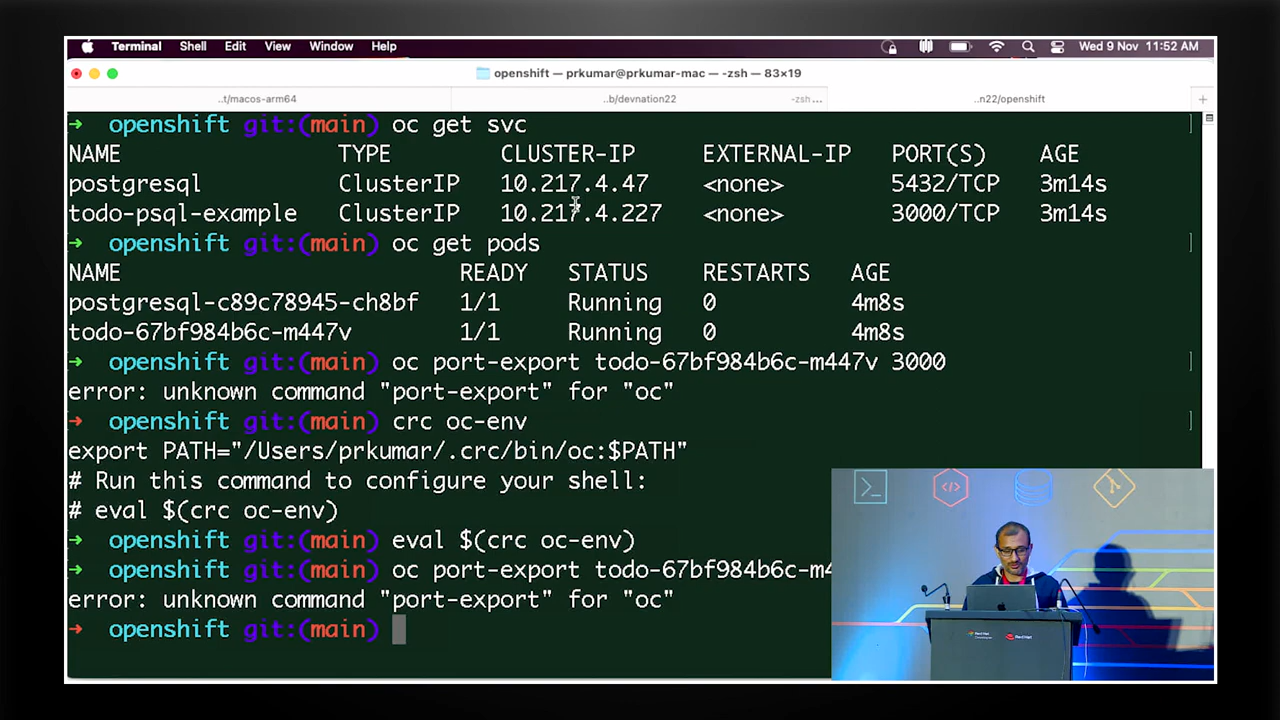 Terminal Shell Edit View Window Help Wed 9 Nov 11:52 AM
openshift — prkumar@prkumar-mac — -zsh — 83×19
..t/macos-arm64 ..b/devnation22 -zsh... ..n22/openshift
→ openshift git:(main) oc get svc
NAME TYPE CLUSTER-IP EXTERNAL-IP PORT(S) AGE
postgresql ClusterIP 10.217.4.47 <none> 5432/TCP 3m14s
todo-psql-example ClusterIP 10.217.4.227 <none> 3000/TCP 3m14s
→ openshift git:(main) oc get pods
NAME READY STATUS RESTARTS AGE
postgresql-c89c78945-ch8bf 1/1 Running 0 4m8s
todo-67bf984b6c-m447v 1/1 Running 0 4m8s
→ openshift git:(main) oc port-export todo-67bf984b6c-m447v 3000
error: unknown command "port-export" for "oc"
→ openshift git:(main) crc oc-env
export PATH="/Users/prkumar/.crc/bin/oc:$PATH"
# Run this command to configure your shell:
# eval $(crc oc-env)
→ openshift git:(main) eval $(crc oc-env)
→ openshift git:(main) oc port-export todo-67bf984b6c-m4
error: unknown command "port-export" for "oc"
→ openshift git:(main)
Red Hat